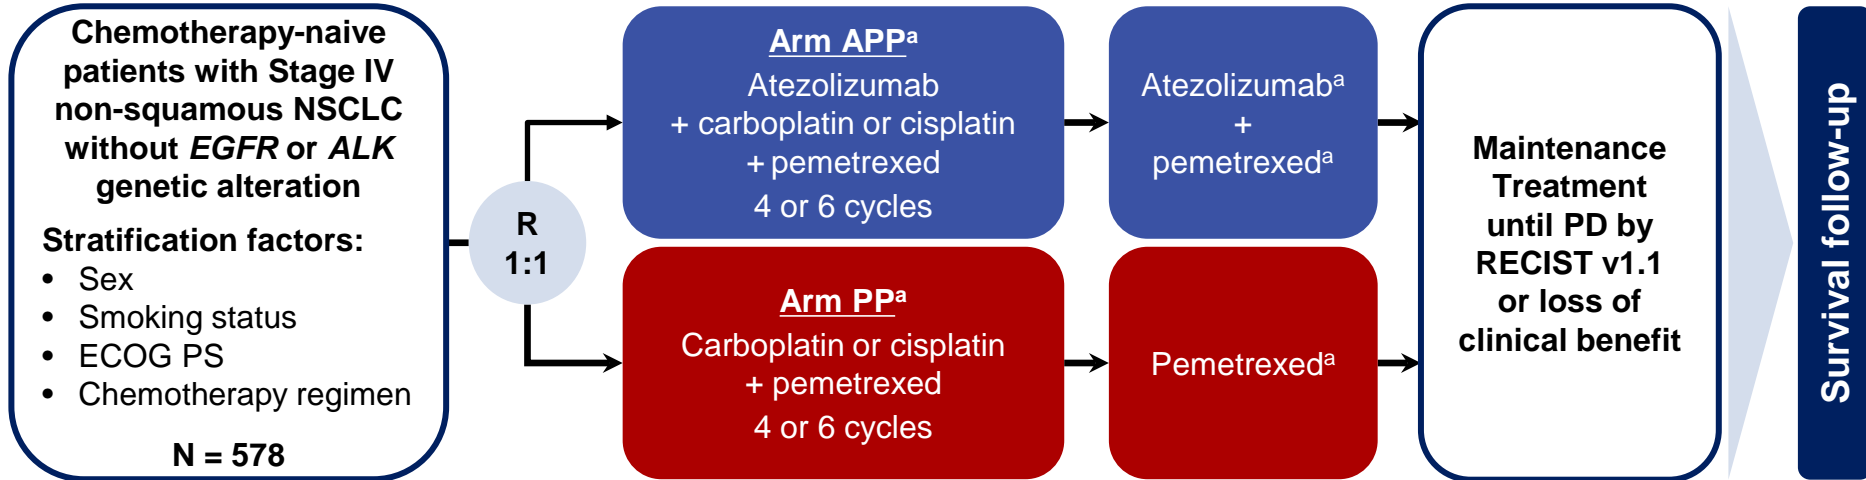 Chemotherapy-naive
patients with Stage IV
non-squamous NSCLC
without EGFR or ALK
genetic alteration
Stratification factors:
• Sex
• Smoking status
• ECOG PS
• Chemotherapy regimen
N = 578
R
1:1
Arm APPᵃ
Atezolizumab
+ carboplatin or cisplatin
+ pemetrexed
4 or 6 cycles
Atezolizumabᵃ
+
pemetrexedᵃ
Arm PPᵃ
Carboplatin or cisplatin
+ pemetrexed
4 or 6 cycles
Pemetrexedᵃ
Maintenance
Treatment
until PD by
RECIST v1.1
or loss of
clinical benefit
Survival follow-up